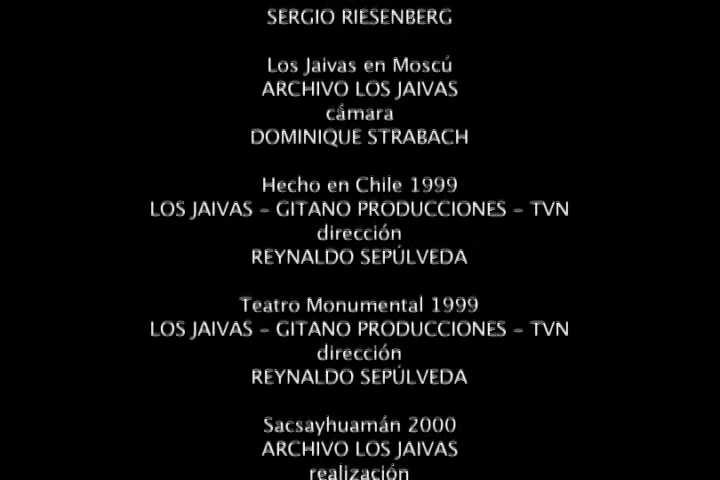 SERGIO RIESENBERG
Los Jaivas en Moscú
ARCHIVO LOS JAIVAS
cámara
DOMINIQUE STRABACH
Hecho en Chile 1999
LOS JAIVAS – GITANO PRODUCCIONES – TVN
dirección
REYNALDO SEPÚLVEDA
Teatro Monumental 1999
LOS JAIVAS – GITANO PRODUCCIONES – TVN
dirección
REYNALDO SEPÚLVEDA
Sacsayhuamán 2000
ARCHIVO LOS JAIVAS
realización